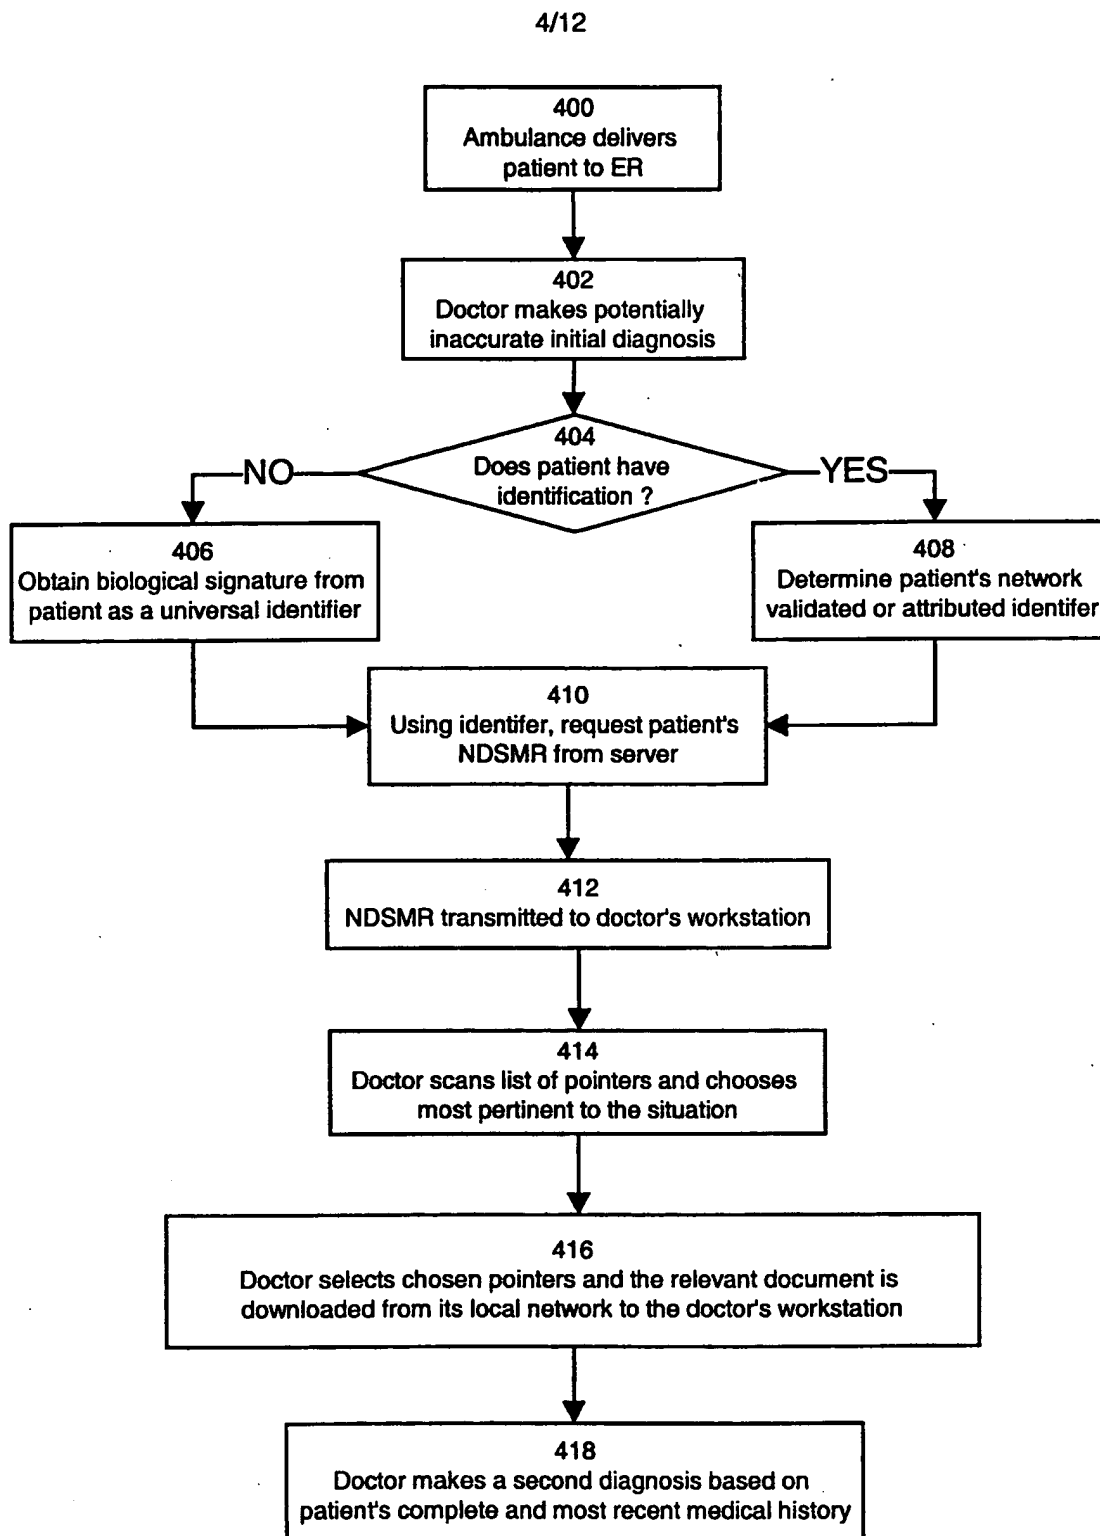 4/12
400
Ambulance delivers
patient to ER
402
Doctor makes potentially
inaccurate initial diagnosis
404
Does patient have
identification ?
NO
YES
406
Obtain biological signature from
patient as a universal identifier
408
Determine patient's network
validated or attributed identifer
410
Using identifer, request patient's
NDSMR from server
412
NDSMR transmitted to doctor's workstation
414
Doctor scans list of pointers and chooses
most pertinent to the situation
416
Doctor selects chosen pointers and the relevant document is
downloaded from its local network to the doctor's workstation
418
Doctor makes a second diagnosis based on
patient's complete and most recent medical history